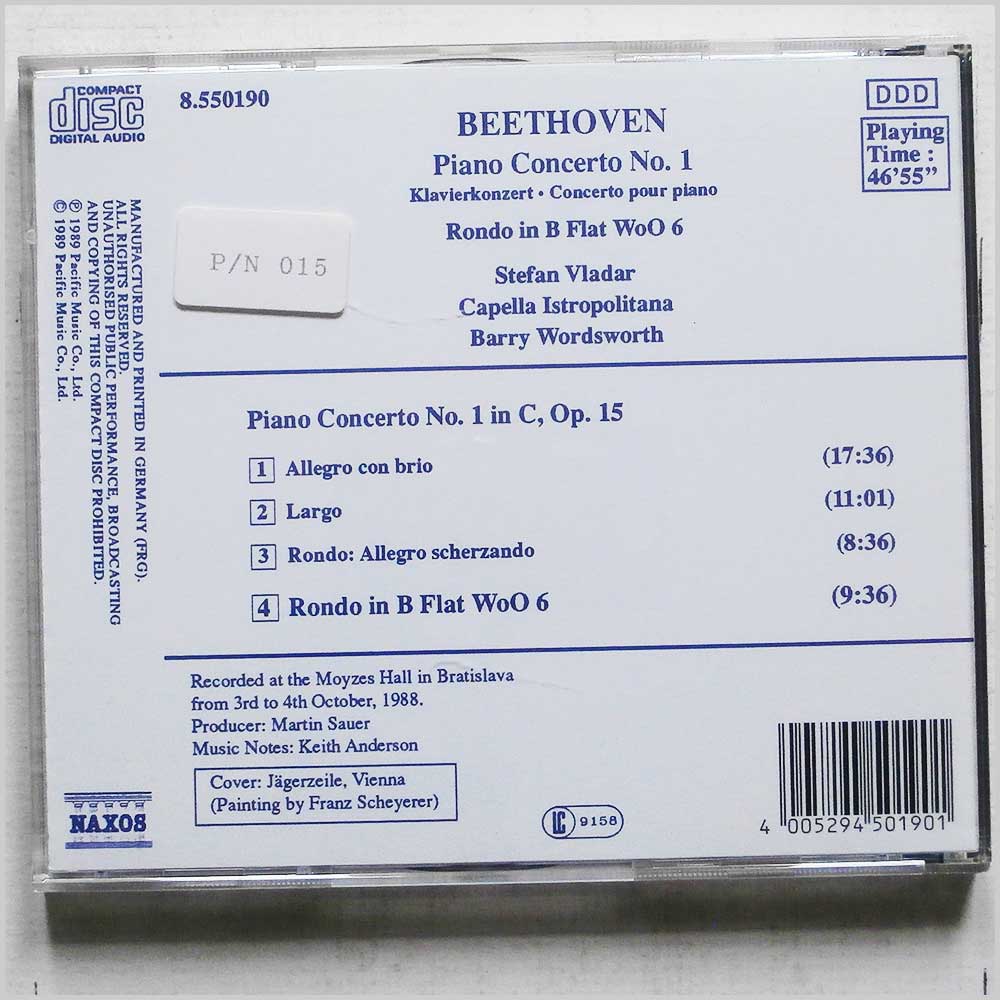 COMPACT
disc
DIGITAL AUDIO
8.550190
DDD
BEETHOVEN
Piano Concerto No. 1
Klavierkonzert • Concerto pour piano
Rondo in B Flat WoO 6
Stefan Vladar
Capella Istropolitana
Barry Wordsworth
Playing
Time :
46’55”
P/N 015
MANUFACTURED AND PRINTED IN GERMANY (FRG).
ALL RIGHTS RESERVED.
UNAUTHORISED PUBLIC PERFORMANCE, BROADCASTING
AND COPYING OF THIS COMPACT DISC PROHIBITED.
℗ 1989 Pacific Music Co., Ltd.
© 1989 Pacific Music Co., Ltd.
Piano Concerto No. 1 in C, Op. 15
1 Allegro con brio (17:36)
2 Largo (11:01)
3 Rondo: Allegro scherzando (8:36)
4 Rondo in B Flat WoO 6 (9:36)
Recorded at the Moyzes Hall in Bratislava
from 3rd to 4th October, 1988.
Producer: Martin Sauer
Music Notes: Keith Anderson
Cover: Jägerzeile, Vienna
(Painting by Franz Scheyerer)
NAXOS
LC 9158
4 005294 501901